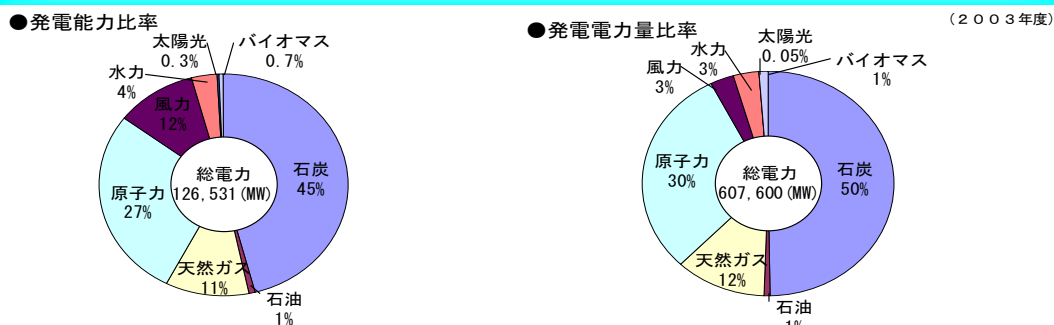 ●発電能力比率
太陽光
0.3%
バイオマス
0.7%
水力
4%
風力
12%
石炭
45%
総電力
126,531(MW)
原子力
27%
天然ガス
11%
石油
1%
●発電電力量比率
(2003年度)
太陽光
0.05%
水力
3%
バイオマス
1%
風力
3%
原子力
30%
総電力
607,600(MW)
石炭
50%
天然ガス
12%
石油
1%